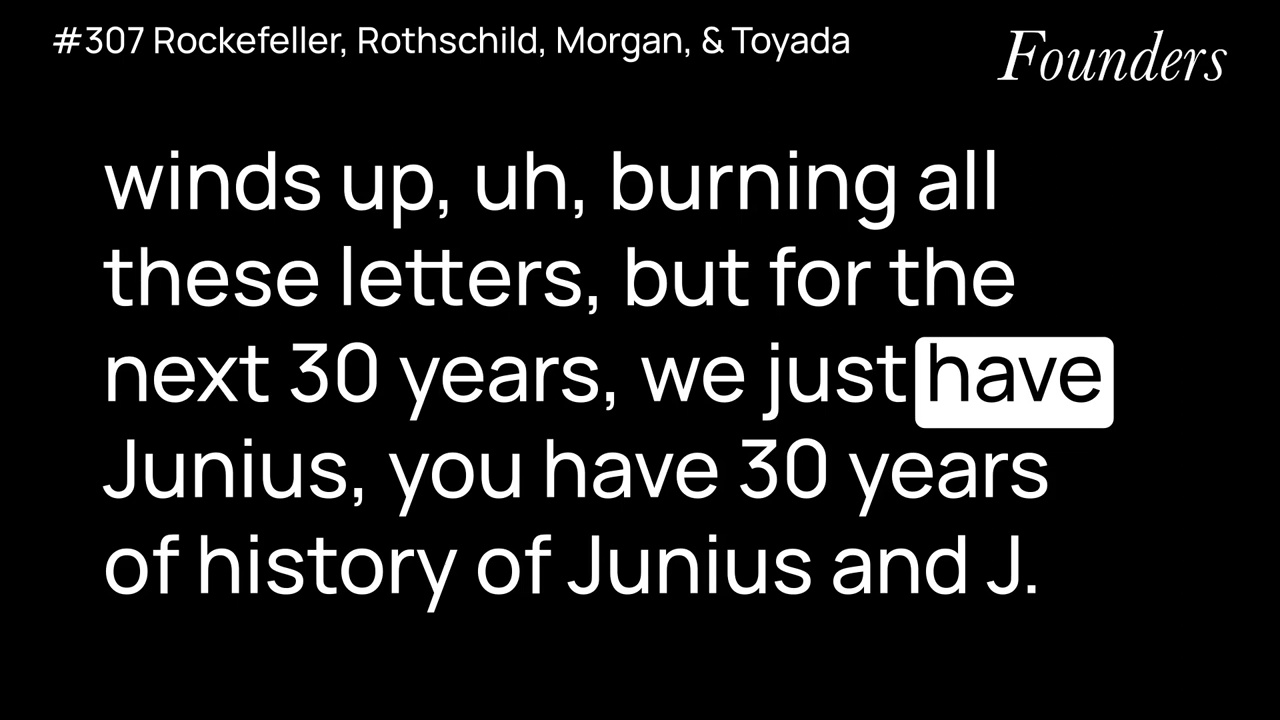 #307 Rockefeller, Rothschild, Morgan, & Toyada
Founders
winds up, uh, burning all
these letters, but for the
next 30 years, we just have
Junius, you have 30 years
of history of Junius and J.